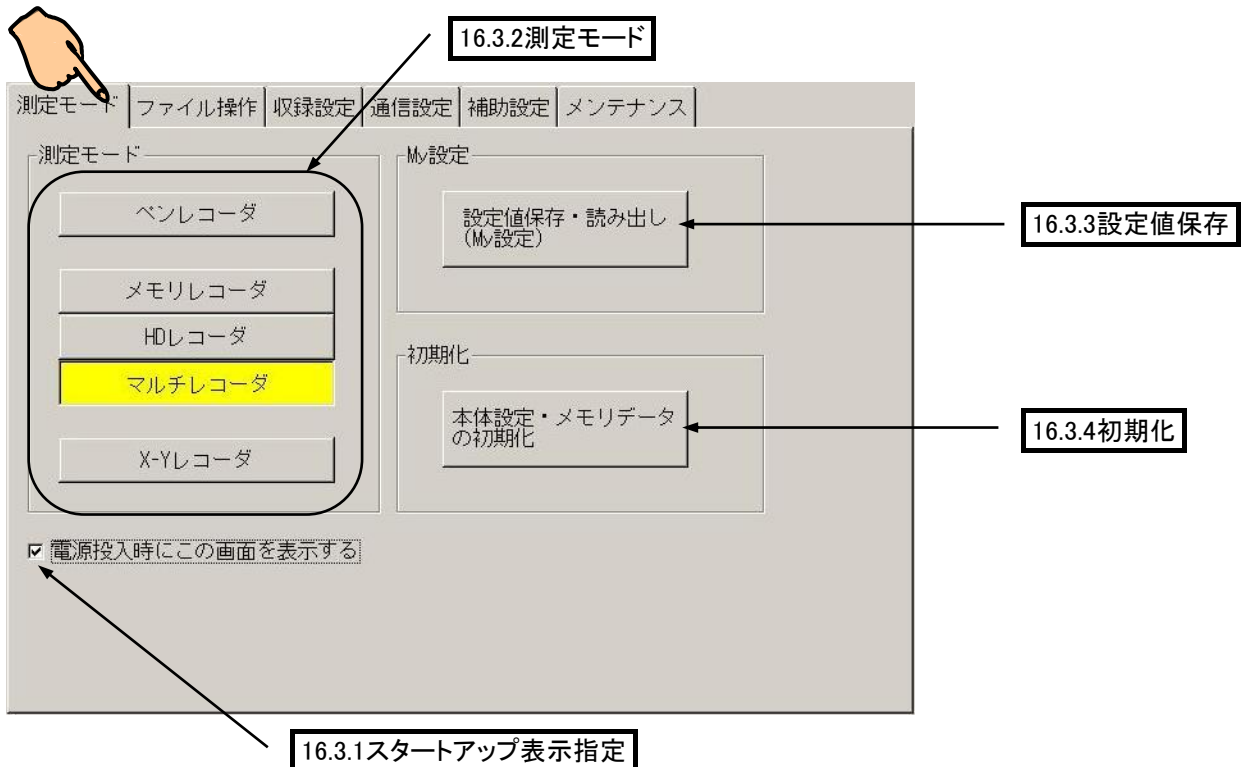 16.3.2測定モード
測定モード
ファイル操作
収録設定
通信設定
補助設定
メンテナンス
測定モード
ペンレコーダ
メモリレコーダ
HDレコーダ
マルチレコーダ
X-Yレコーダ
My設定
設定値保存・読み出し
(My設定)
16.3.3設定値保存
初期化
本体設定・メモリデータ
の初期化
16.3.4初期化
電源投入時にこの画面を表示する
16.3.1スタートアップ表示指定